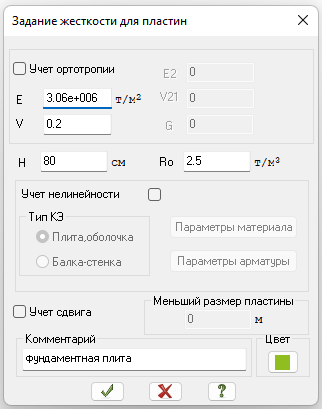 Задание жесткости для пластин
Учет ортотропии
E 3.06e+006 т/м²
V 0.2
E2 0
V21 0
G 0
H 80 см Ro 2.5 т/м³
Учет нелинейности
Тип КЭ
Плита,оболочка
Балка-стенка
Параметры материала
Параметры арматуры
Учет сдвига
Меньший размер пластины
0 м
Комментарий
фундаментная плита
Цвет
?